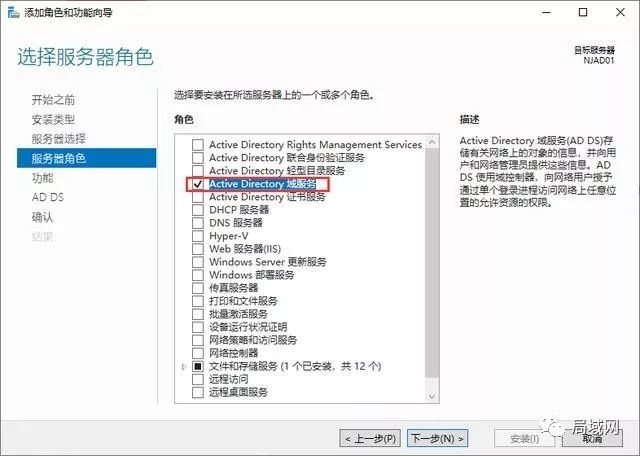 添加角色和功能向导
选择服务器角色
目标服务器
NJAD01
开始之前
安装类型
服务器选择
服务器角色
功能
AD DS
确认
结果
选择要安装在所选服务器上的一个或多个角色。
角色
Active Directory Rights Management Services
Active Directory 联合身份验证服务
Active Directory 轻型目录服务
Active Directory 域服务
Active Directory 证书服务
DHCP 服务器
DNS 服务器
Hyper-V
Web 服务器(IIS)
Windows Server 更新服务
Windows 部署服务
传真服务器
打印和文件服务
批量激活服务
设备运行状况证明
网络策略和访问服务
网络控制器
文件和存储服务 (1 个已安装，共 12 个)
远程访问
远程桌面服务
描述
Active Directory 域服务(AD DS)存
储有关网络上的对象的信息，并向用
户和网络管理员提供这些信息。AD
DS 使用域控制器，向网络用户授予
通过单个登录进程访问网络上任意位
置的允许资源的权限。
< 上一步(P)
下一步(N) >
安装(I)
取消
局域网